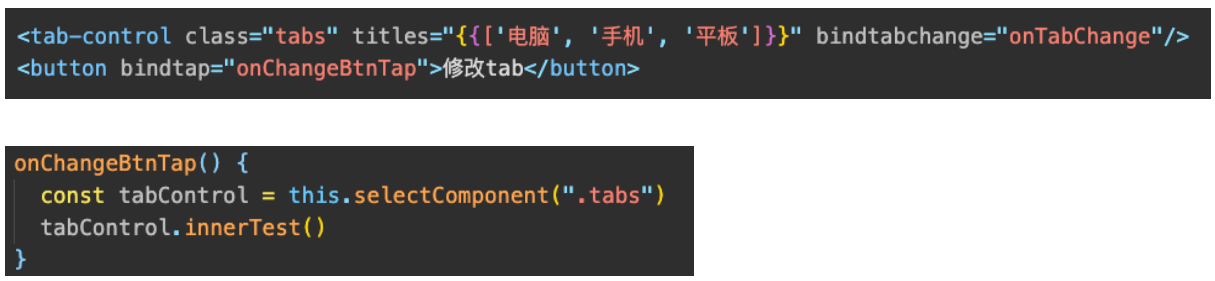 <tab-control class="tabs" titles="{{['电脑', '手机', '平板']}}" bindtabchange="onTabChange"/>
<button bindtap="onChangeBtnTap">修改tab</button>
onChangeBtnTap() {
const tabControl = this.selectComponent(".tabs")
tabControl.innerTest()
}